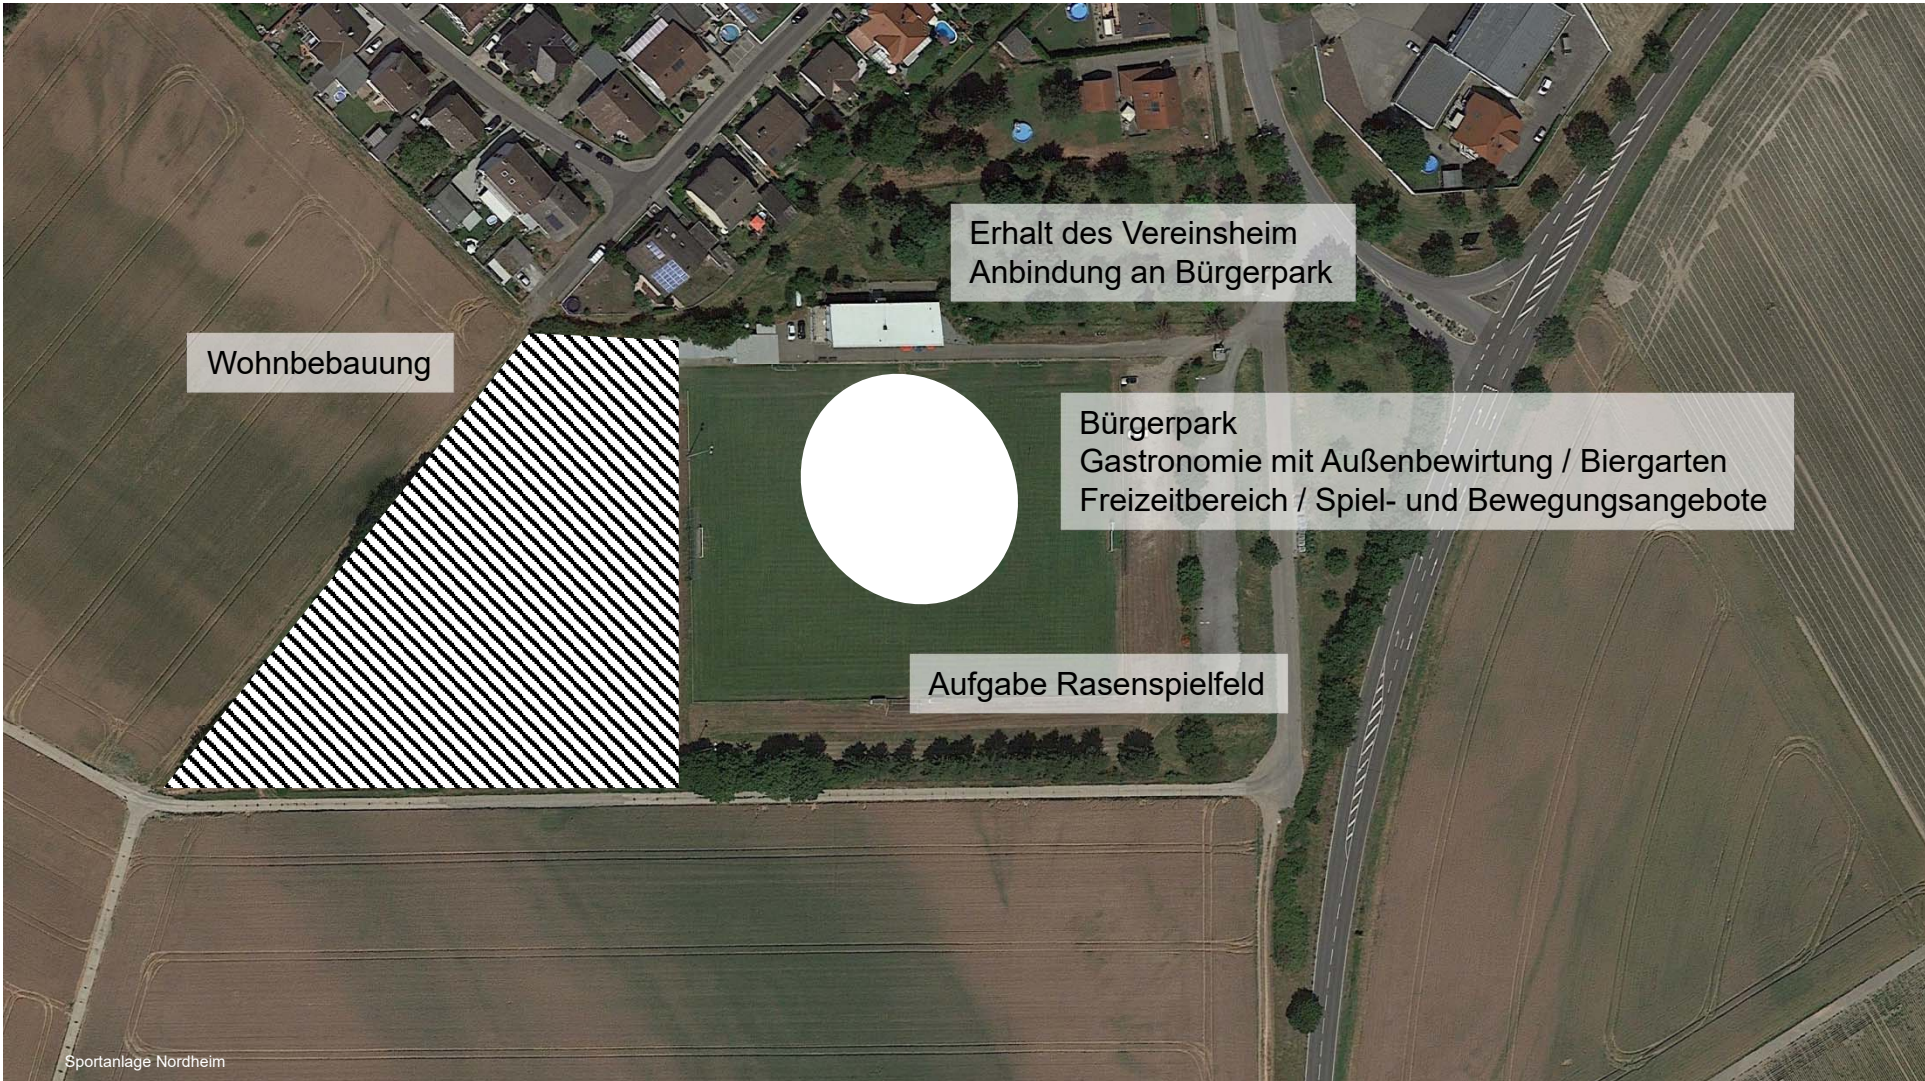 Erhalt des Vereinsheim
Anbindung an Bürgerpark
Wohnbebauung
Bürgerpark
Gastronomie mit Außenbewirtung / Biergarten
Freizeitbereich / Spiel- und Bewegungsangebote
Aufgabe Rasenspielfeld
Sportanlage Nordheim